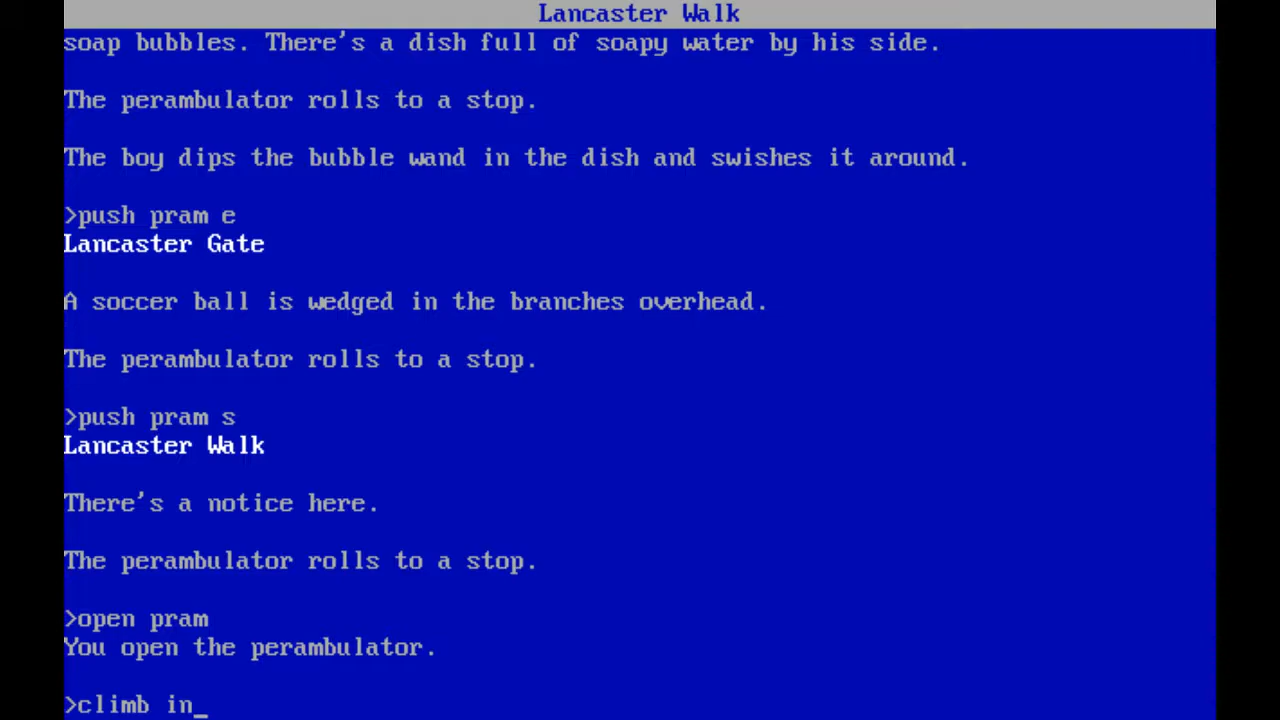 Lancaster Walk
soap bubbles. There's a dish full of soapy water by his side.
The perambulator rolls to a stop.
The boy dips the bubble wand in the dish and swishes it around.
>push pram e
Lancaster Gate
A soccer ball is wedged in the branches overhead.
The perambulator rolls to a stop.
>push pram s
Lancaster Walk
There's a notice here.
The perambulator rolls to a stop.
>open pram
You open the perambulator.
>climb in_